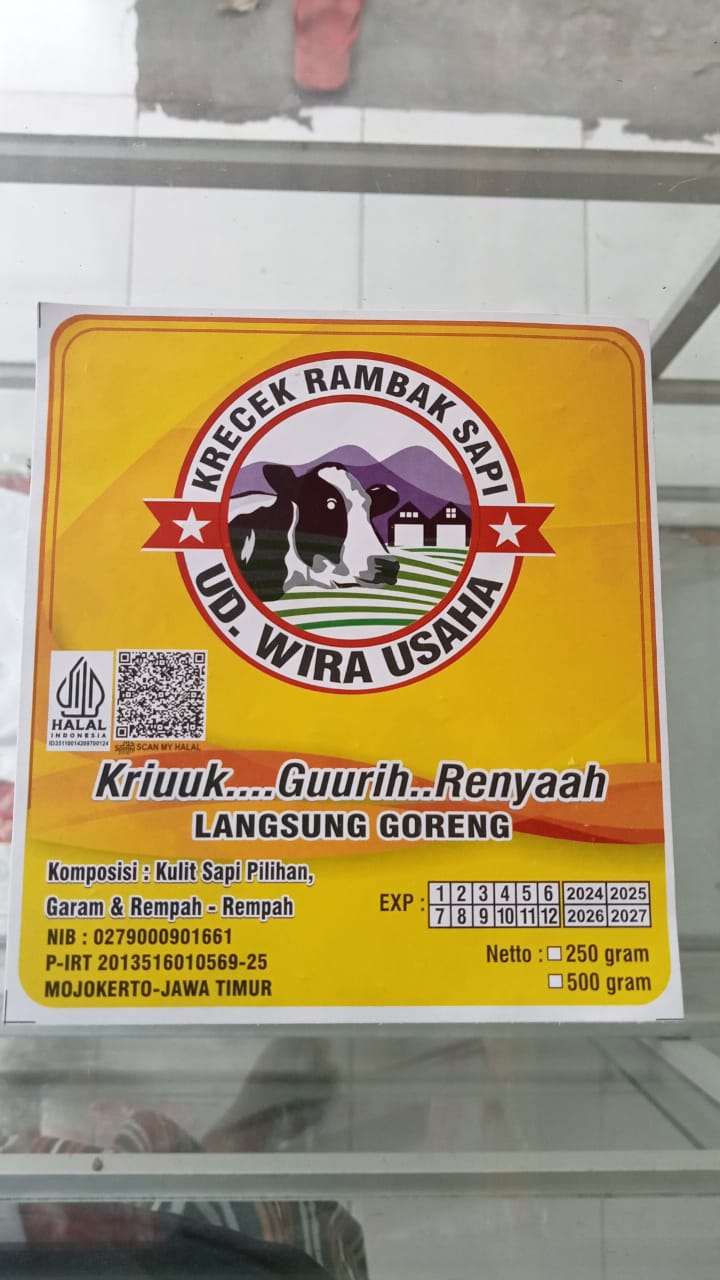 KRECEK RAMBAK SAPI
UD. WIRA USAHA
HALAL
INDONESIA
SCAN MY HALAL
Kriuuk....Guurih..Renyaah
LANGSUNG GORENG
Komposisi : Kulit Sapi Pilihan,
Garam & Rempah - Rempah
NIB : 0279000901661
P-IRT 2013516010569-25
MOJOKERTO-JAWA TIMUR
EXP : 1 2 3 4 5 6 2024 2025
7 8 9 10 11 12 2026 2027
Netto : 250 gram
500 gram